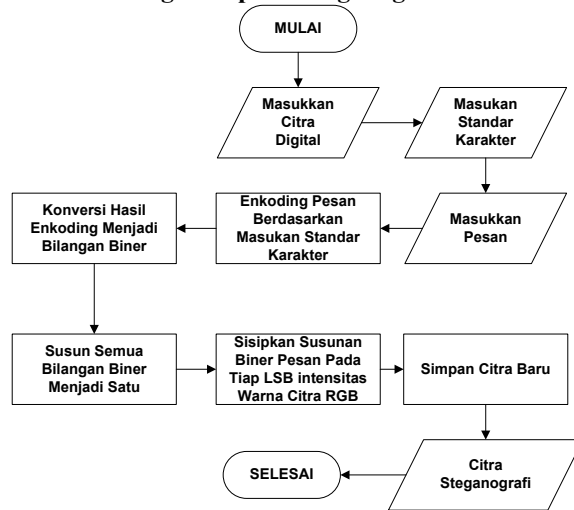 MULAI
Masukkan
Citra
Digital
Masukan
Standar
Karakter
Masukkan
Pesan
Enkoding Pesan
Berdasarkan
Masukan Standar
Karakter
Konversi Hasil
Enkoding Menjadi
Bilangan Biner
Susun Semua
Bilangan Biner
Menjadi Satu
Sisipkan Susunan
Biner Pesan Pada
Tiap LSB intensitas
Warna Citra RGB
Simpan Citra Baru
Citra
Steganografi
SELESAI